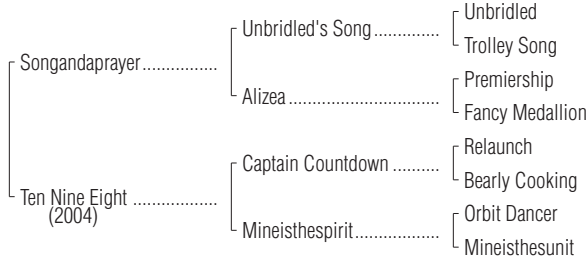 Unbridled
Unbridled's Song..............
Trolley Song
Songandaprayer................
Premiership
Alizea................................
Fancy Medallion
Relaunch
Captain Countdown..........
Bearly Cooking
Ten Nine Eight..................
(2004)
Orbit Dancer
Mineisthespirit..................
Mineisthesunit